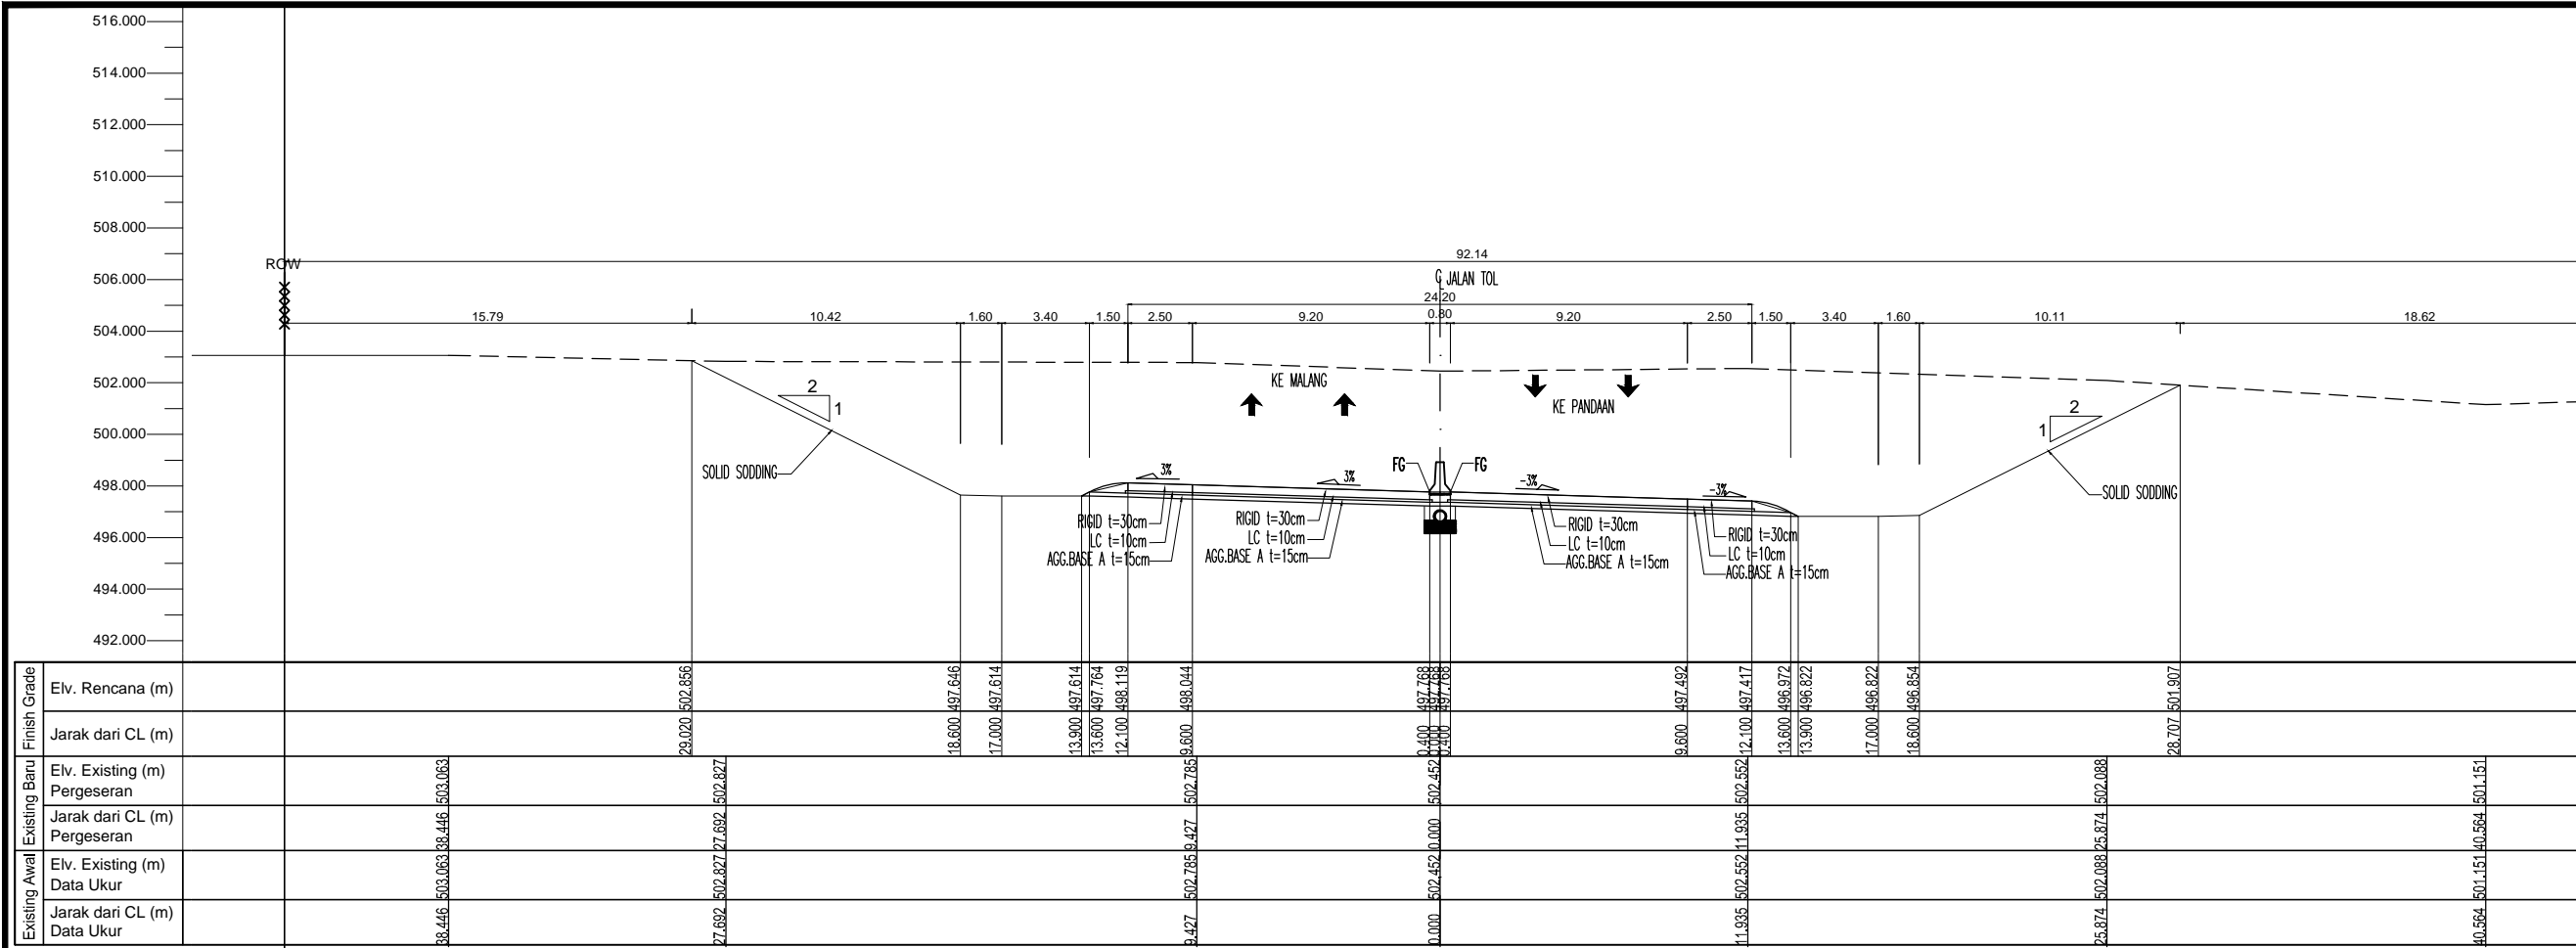 516.000
514.000
512.000
510.000
508.000
506.000
504.000
502.000
500.000
498.000
496.000
494.000
492.000
ROW
92.14
CL JALAN TOL
24.20
15.79 10.42 1.60 3.40 1.50 2.50 9.20 0.80 9.20 2.50 1.50 3.40 1.60 10.11 18.62
KE MALANG
KE PANDAAN
2
1
2
1
SOLID SODDING
SOLID SODDING
3%
3%
-3%
-3%
FG
FG
RIGID t=30cm
LC t=10cm
AGG.BASE A t=15cm
RIGID t=30cm
LC t=10cm
AGG.BASE A t=15cm
RIGID t=30cm
LC t=10cm
AGG.BASE A t=15cm
RIGID t=30cm
LC t=10cm
AGG.BASE A t=15cm
Finish Grade
Elv. Rencana (m)
502.856 497.646 497.614 497.614 497.764 498.119 498.044 497.768 497.768 497.768 497.492 497.417 496.972 496.822 496.822 496.854 501.907
Jarak dari CL (m)
29.020 18.600 17.000 13.900 13.600 12.100 9.600 0.400 0.000 0.400 9.600 12.100 13.600 13.900 17.000 18.600 28.707
Existing Baru
Elv. Existing (m)
Pergeseran
503.063 502.827 502.785 502.452 502.552 502.088 501.151
Jarak dari CL (m)
Pergeseran
38.446 27.692 9.427 0.000 11.935 25.874 40.564
Existing Awal
Elv. Existing (m)
Data Ukur
503.063 502.827 502.785 502.452 502.552 502.088 501.151
Jarak dari CL (m)
Data Ukur
38.446 27.692 9.427 0.000 11.935 25.874 40.564